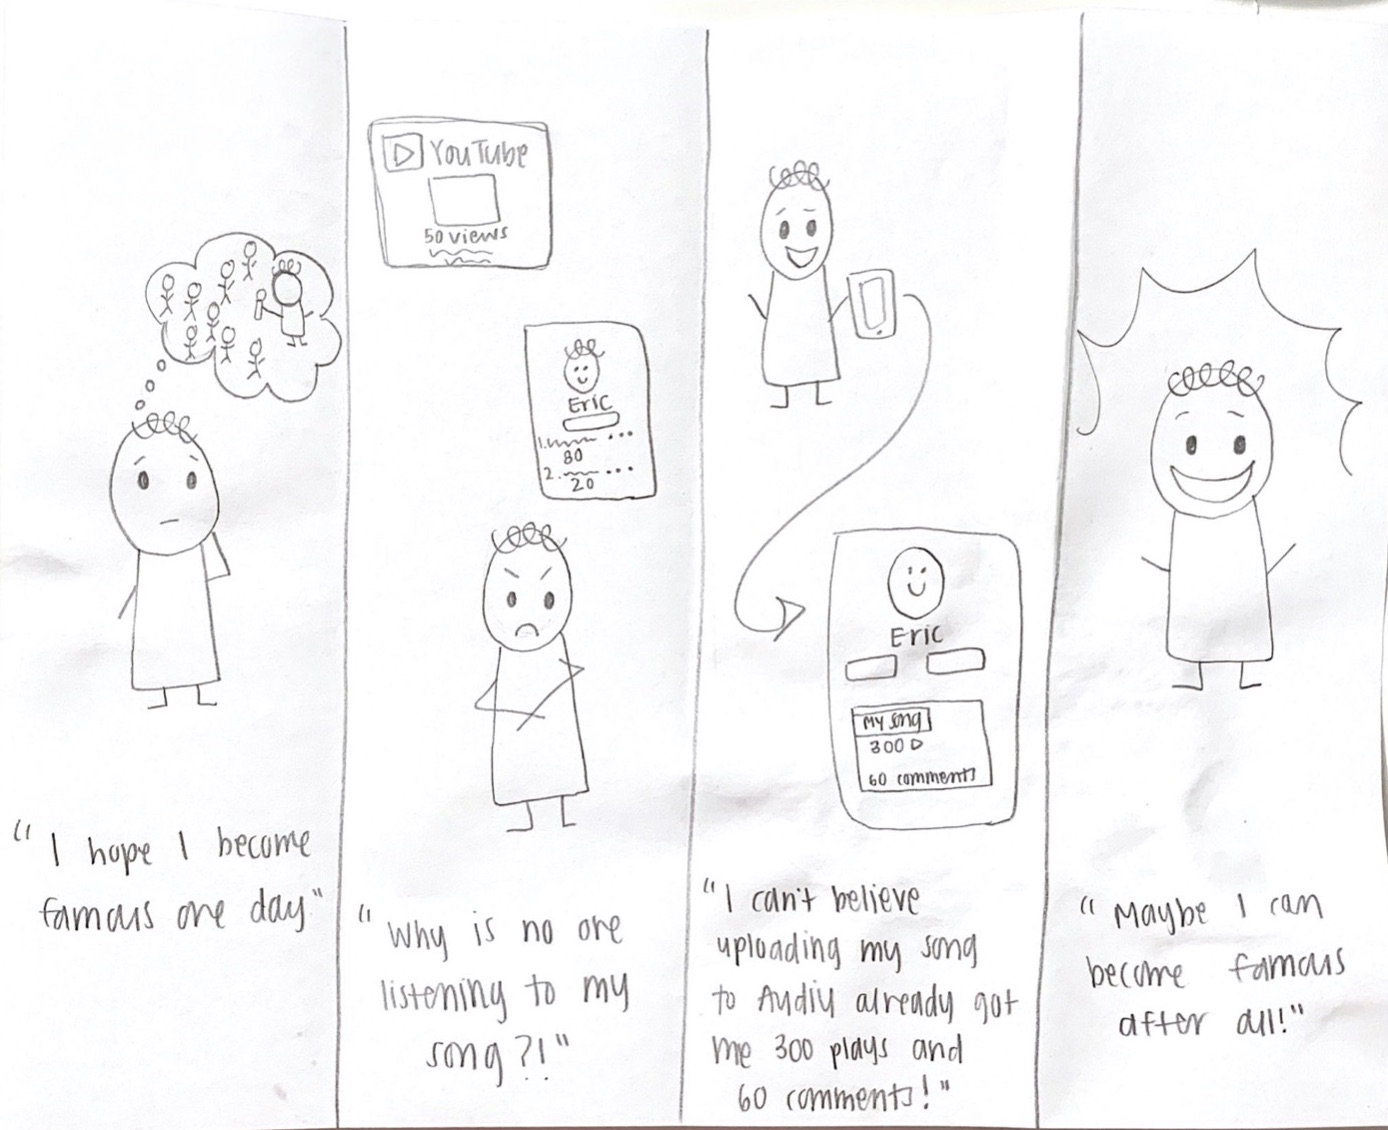 "I hope I become
famous one day"
YouTube
50 views
Eric
1. ...
80
2. ...
20
"Why is no one
listening to my
song?!"
Eric
My song
300
60 comments
"I can't believe
uploading my song
to Audiy already got
me 300 plays and
60 comments!"
"Maybe I can
become famous
after all!"